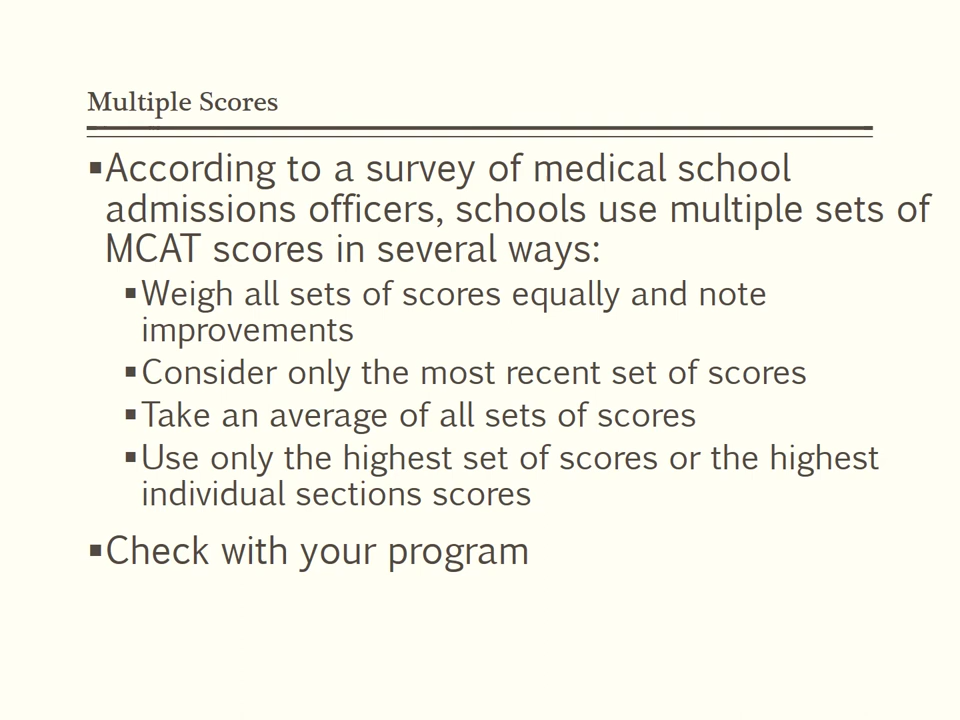 Multiple Scores
▪According to a survey of medical school
admissions officers, schools use multiple sets of
MCAT scores in several ways:
▪Weigh all sets of scores equally and note
improvements
▪Consider only the most recent set of scores
▪Take an average of all sets of scores
▪Use only the highest set of scores or the highest
individual sections scores
▪Check with your program